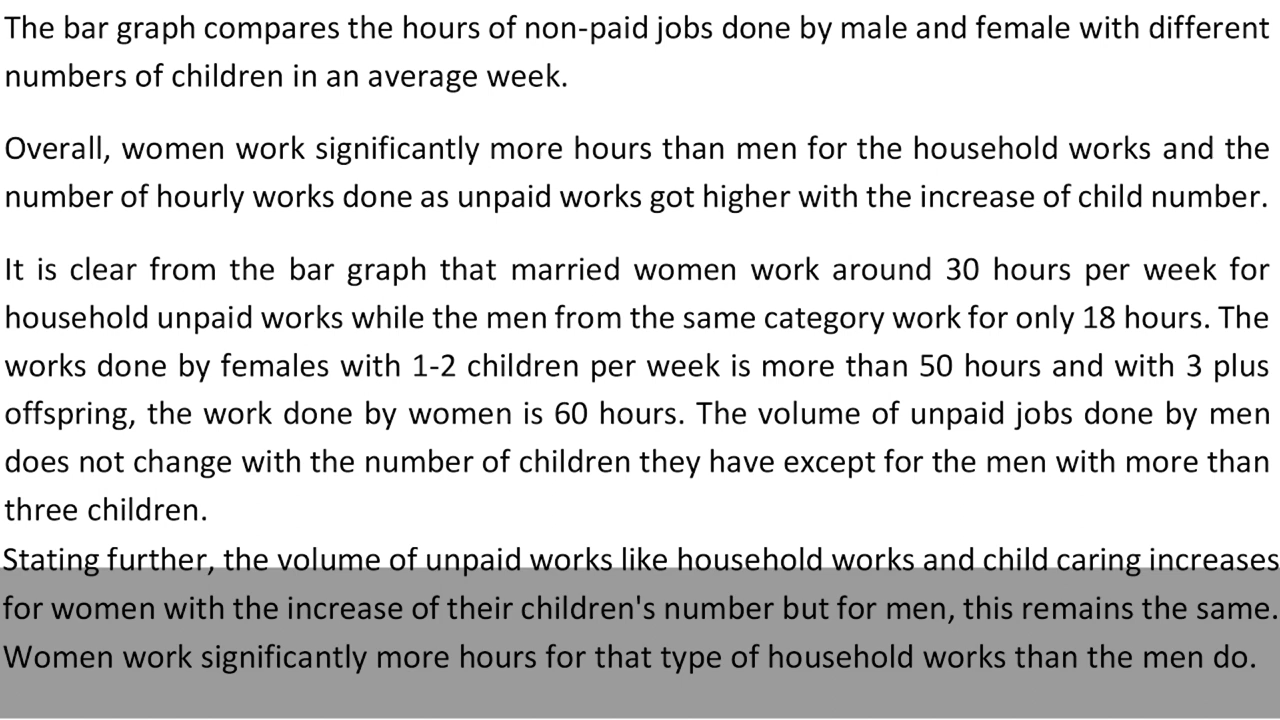 The bar graph compares the hours of non-paid jobs done by male and female with different
numbers of children in an average week.
Overall, women work significantly more hours than men for the household works and the
number of hourly works done as unpaid works got higher with the increase of child number.
It is clear from the bar graph that married women work around 30 hours per week for
household unpaid works while the men from the same category work for only 18 hours. The
works done by females with 1-2 children per week is more than 50 hours and with 3 plus
offspring, the work done by women is 60 hours. The volume of unpaid jobs done by men
does not change with the number of children they have except for the men with more than
three children.
Stating further, the volume of unpaid works like household works and child caring increases
for women with the increase of their children's number but for men, this remains the same.
Women work significantly more hours for that type of household works than the men do.